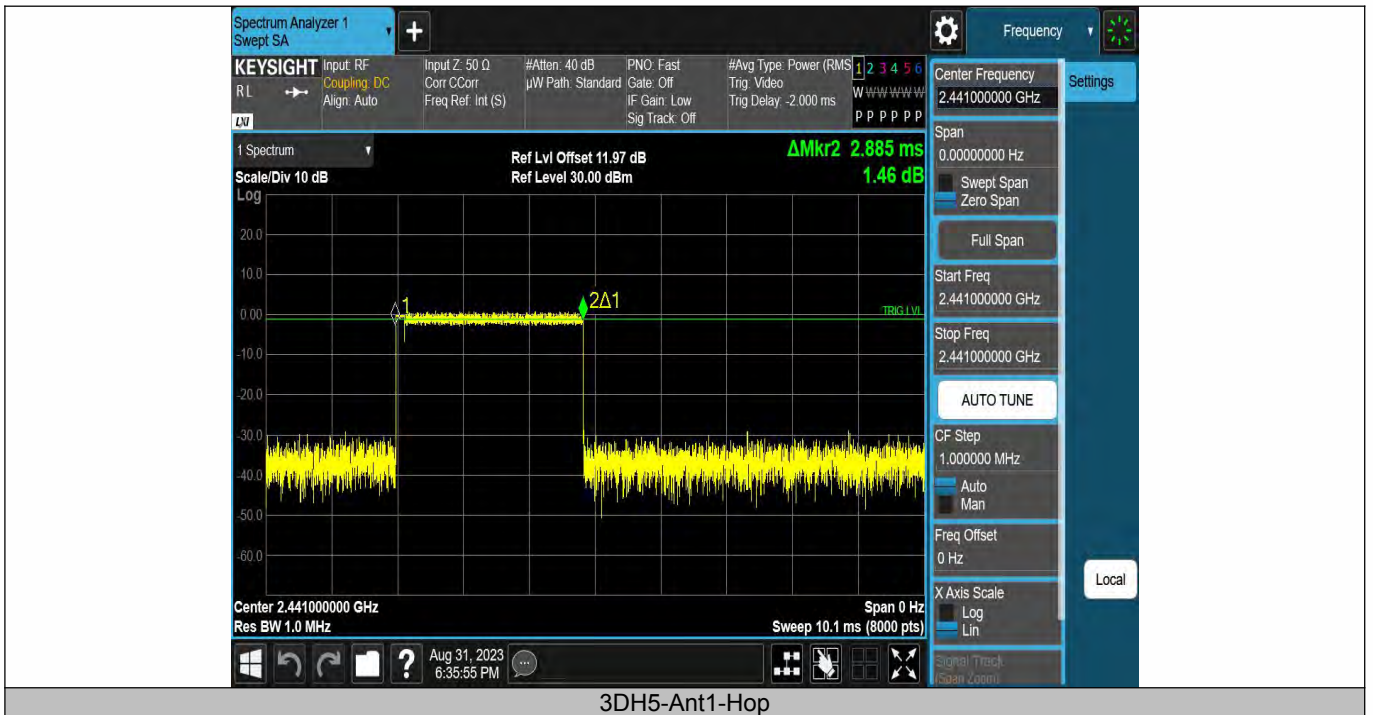 Spectrum Analyzer 1
Swept SA
Frequency
KEYSIGHT
Input: RF
Coupling: DC
Align: Auto
Input Z: 50 Ω
Corr CCorr
Freq Ref: Int (S)
#Atten: 40 dB
µW Path: Standard
PNO: Fast
Gate: Off
IF Gain: Low
Sig Track: Off
#Avg Type: Power (RMS
Trig: Video
Trig Delay: -2.000 ms
1 2 3 4 5 6
W W W W W W
P P P P P P
R L
LXI
1 Spectrum
Scale/Div 10 dB
Log
Ref Lvl Offset 11.97 dB
Ref Level 30.00 dBm
ΔMkr2 2.885 ms
1.46 dB
20.0
10.0
0.00
-10.0
-20.0
-30.0
-40.0
-50.0
-60.0
1
2Δ1
TRIG LVL
Center 2.441000000 GHz
Res BW 1.0 MHz
Span 0 Hz
Sweep 10.1 ms (8000 pts)
Center Frequency
2.441000000 GHz
Settings
Span
0.00000000 Hz
Swept Span
Zero Span
Full Span
Start Freq
2.441000000 GHz
Stop Freq
2.441000000 GHz
AUTO TUNE
CF Step
1.000000 MHz
Auto
Man
Freq Offset
0 Hz
X Axis Scale
Log
Lin
Signal Track
(Span Zoom)
Local
?
Aug 31, 2023
6:35:55 PM
3DH5-Ant1-Hop